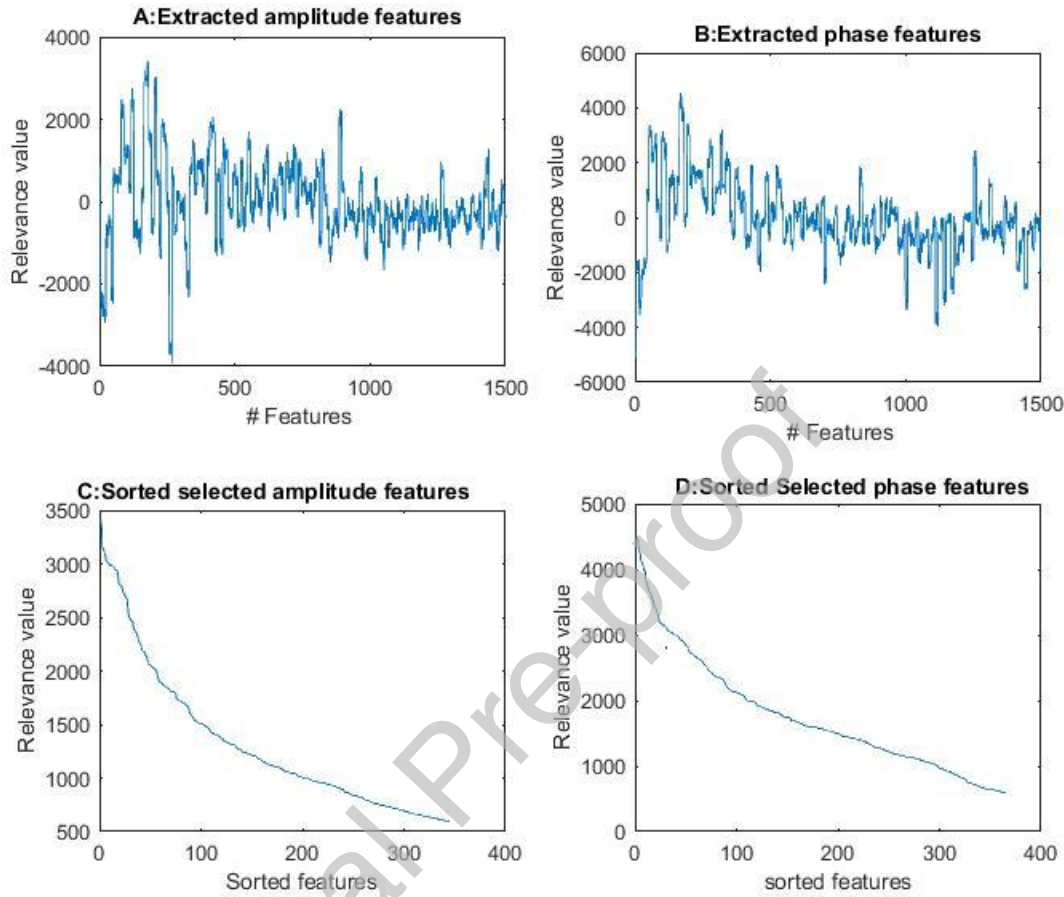 A:Extracted amplitude features
4000
2000
0
-2000
-4000
Relevance value
0 500 1000 1500
# Features
B:Extracted phase features
6000
4000
2000
0
-2000
-4000
-6000
Relevance value
0 500 1000 1500
# Features
C:Sorted selected amplitude features
3500
3000
2500
2000
1500
1000
500
Relevance value
0 100 200 300 400
Sorted features
D:Sorted Selected phase features
5000
4000
3000
2000
1000
0
Relevance value
0 100 200 300 400
sorted features
al Pre-proof